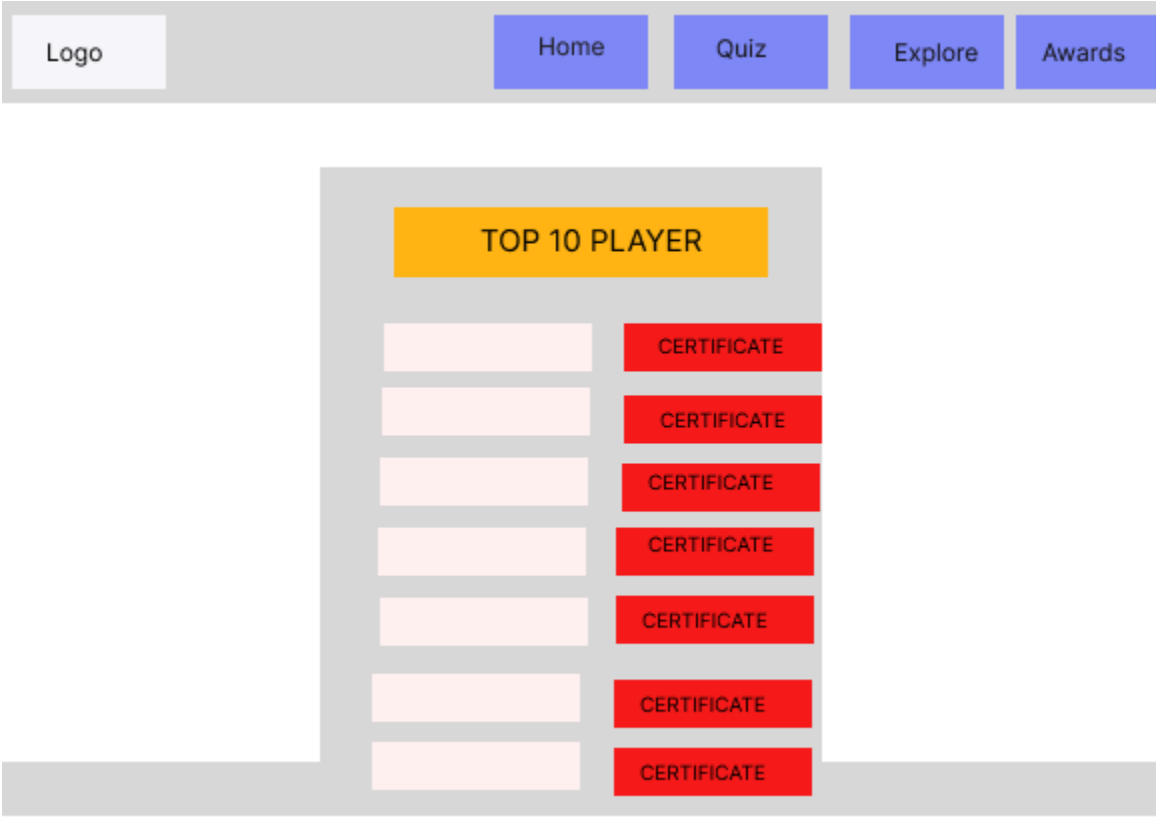 Logo
Home
Quiz
Explore
Awards
TOP 10 PLAYER
CERTIFICATE
CERTIFICATE
CERTIFICATE
CERTIFICATE
CERTIFICATE
CERTIFICATE
CERTIFICATE